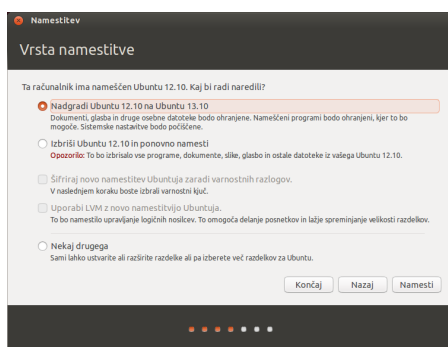 Namestitev
Vrsta namestitve
Ta računalnik ima nameščen Ubuntu 12.10. Kaj bi radi naredili?
Nadgradi Ubuntu 12.10 na Ubuntu 13.10
Dokumenti, glasba in druge osebne datoteke bodo ohranjene. Nameščeni programi bodo ohranjeni, kjer to bo
mogoče. Sistemske nastavitve bodo počiščene.
Izbriši Ubuntu 12.10 in ponovno namesti
Opozorilo: To bo izbrisalo vse programe, dokumente, slike, glasbo in ostale datoteke iz vašega Ubuntu 12.10.
Šifriraj novo namestitev Ubuntuja zaradi varnostnih razlogov.
V naslednjem koraku boste izbrali varnostni ključ.
Uporabi LVM z novo namestitvijo Ubuntuja.
To bo namestilo upravljanje logičnih nosilcev. To omogoča delanje posnetkov in lažje spreminjanje velikosti razdelkov.
Nekaj drugega
Sami lahko ustvarite ali razširite razdelke ali pa izberete več razdelkov za Ubuntu.
Končaj Nazaj Namesti